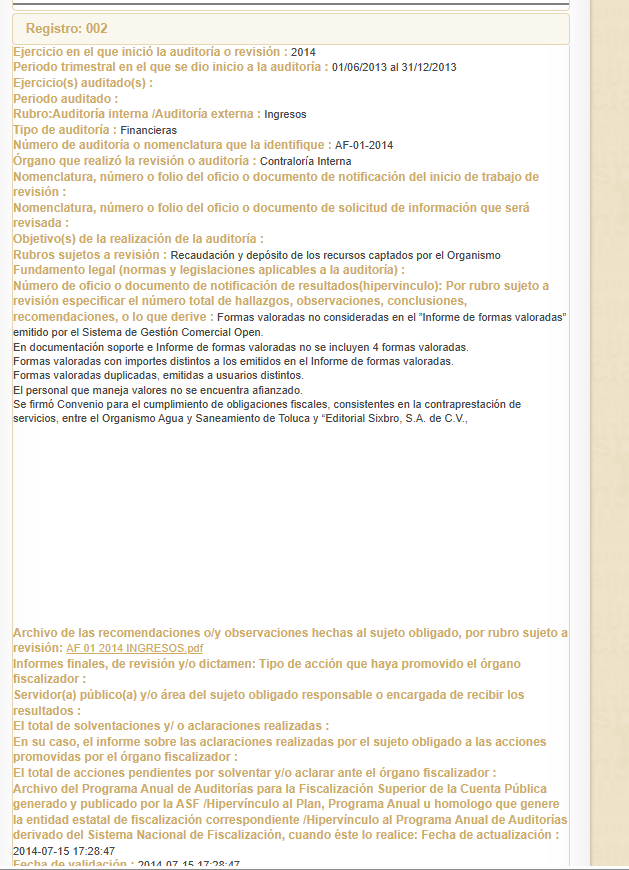 Registro: 002
Ejercicio en el que inició la auditoría o revisión : 2014
Periodo trimestral en el que se dio inicio a la auditoría : 01/06/2013 al 31/12/2013
Ejercicio(s) auditado(s) :
Periodo auditado :
Rubro:Auditoría interna /Auditoría externa : Ingresos
Tipo de auditoría : Financieras
Número de auditoría o nomenclatura que la identifique : AF-01-2014
Órgano que realizó la revisión o auditoría : Contraloría Interna
Nomenclatura, número o folio del oficio o documento de notificación del inicio de trabajo de
revisión :
Nomenclatura, número o folio del oficio o documento de solicitud de información que será
revisada :
Objetivo(s) de la realización de la auditoría :
Rubros sujetos a revisión : Recaudación y depósito de los recursos captados por el Organismo
Fundamento legal (normas y legislaciones aplicables a la auditoría) :
Número de oficio o documento de notificación de resultados(hipervínculo): Por rubro sujeto a
revisión especificar el número total de hallazgos, observaciones, conclusiones,
recomendaciones, o lo que derive : Formas valoradas no consideradas en el "Informe de formas valoradas"
emitido por el Sistema de Gestión Comercial Open.
En documentación soporte e Informe de formas valoradas no se incluyen 4 formas valoradas.
Formas valoradas con importes distintos a los emitidos en el Informe de formas valoradas.
Formas valoradas duplicadas, emitidas a usuarios distintos.
El personal que maneja valores no se encuentra afianzado.
Se firmó Convenio para el cumplimiento de obligaciones fiscales, consistentes en la contraprestación de
servicios, entre el Organismo Agua y Saneamiento de Toluca y "Editorial Sixbro, S.A. de C.V.,
Archivo de las recomendaciones o/y observaciones hechas al sujeto obligado, por rubro sujeto a
revisión: AF 01 2014 INGRESOS.pdf
Informes finales, de revisión y/o dictamen: Tipo de acción que haya promovido el órgano
fiscalizador :
Servidor(a) público(a) y/o área del sujeto obligado responsable o encargada de recibir los
resultados :
El total de solventaciones y/ o aclaraciones realizadas :
En su caso, el informe sobre las aclaraciones realizadas por el sujeto obligado a las acciones
promovidas por el órgano fiscalizador :
El total de acciones pendientes por solventar y/o aclarar ante el órgano fiscalizador :
Archivo del Programa Anual de Auditorías para la Fiscalización Superior de la Cuenta Pública
generado y publicado por la ASF /Hipervínculo al Plan, Programa Anual u homologo que genere
la entidad estatal de fiscalización correspondiente /Hipervínculo al Programa Anual de Auditorías
derivado del Sistema Nacional de Fiscalización, cuando éste lo realice: Fecha de actualización :
2014-07-15 17:28:47
Fecha de validación : 2014-07-15 17:28:47